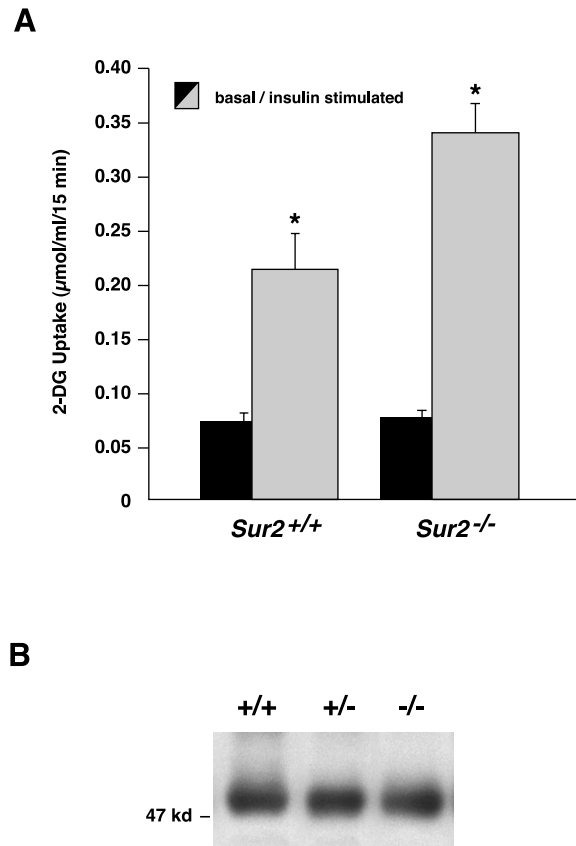 A
0.40
0.35
0.30
0.25
0.20
0.15
0.10
0.05
0
2-DG Uptake (µmol/ml/15 min)
basal / insulin stimulated
*
*
Sur2+/+
Sur2-/-
B
+/+ +/- -/-
47 kd